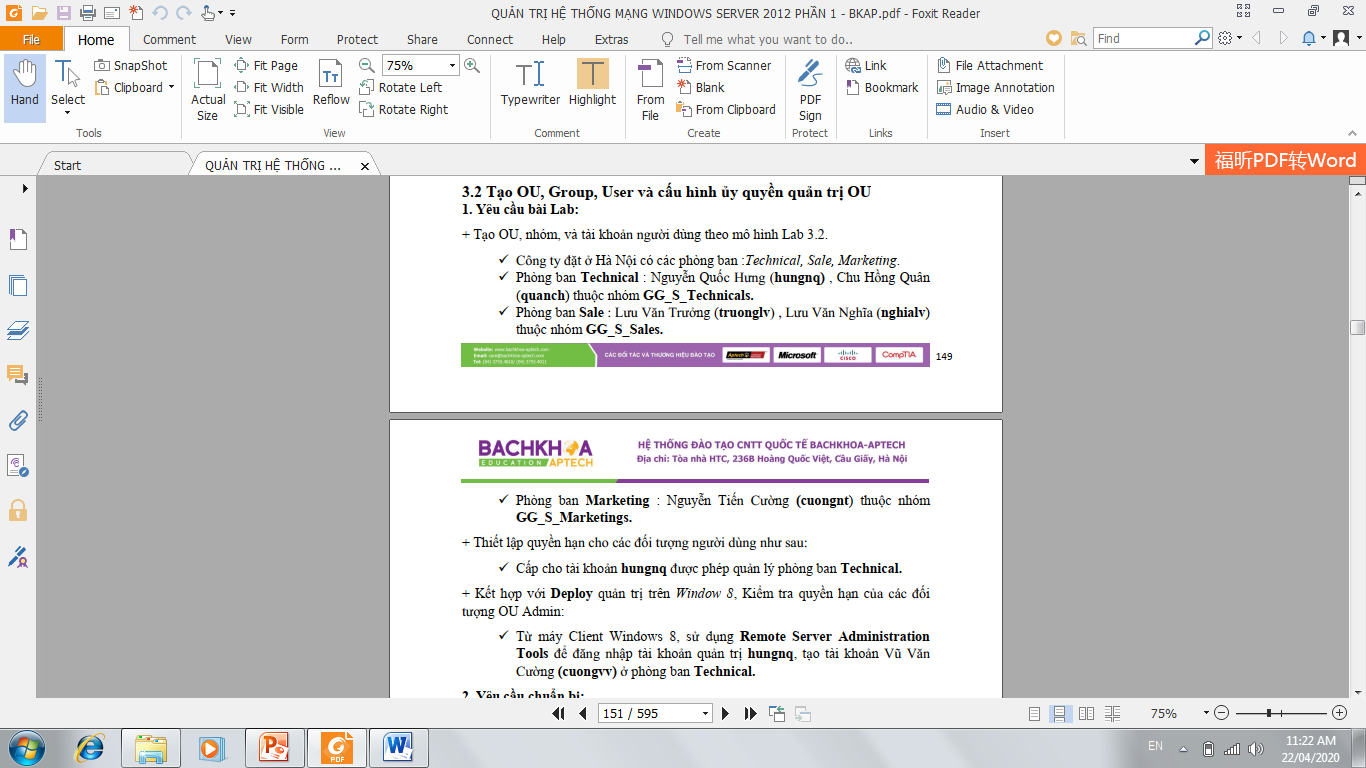 QUẢN TRỊ HỆ THỐNG MẠNG WINDOWS SERVER 2012 PHẦN 1 - BKAP.pdf - Foxit Reader
File Home Comment View Form Protect Share Connect Help Extras Tell me what you want to do.. Find
Hand
Select
SnapShot
Clipboard
Tools
Actual Size
Fit Page
Fit Width
Fit Visible
Reflow
75%
Rotate Left
Rotate Right
View
Typewriter
Highlight
Comment
From File
From Scanner
Blank
From Clipboard
Create
PDF Sign
Protect
Link
Bookmark
Links
File Attachment
Image Annotation
Audio & Video
Insert
Start
QUẢN TRỊ HỆ THỐNG ...
福昕PDF转Word
3.2 Tạo OU, Group, User và cấu hình ủy quyền quản trị OU
1. Yêu cầu bài Lab:
+ Tạo OU, nhóm, và tài khoản người dùng theo mô hình Lab 3.2.
✓ Công ty đặt ở Hà Nội có các phòng ban :Technical, Sale, Marketing.
✓ Phòng ban Technical : Nguyễn Quốc Hưng (hungnq) , Chu Hồng Quân
(quanch) thuộc nhóm GG_S_Technicals.
✓ Phòng ban Sale : Lưu Văn Trưởng (truonglv) , Lưu Văn Nghĩa (nghialv)
thuộc nhóm GG_S_Sales.
Website: www.bachkhoa-aptech.com
CÁC ĐỐI TÁC VÀ THƯƠNG HIỆU ĐÀO TẠO
Aptech
Microsoft
CISCO
CompTIA
149
BACHKHOA
EDUCATION APTECH
HỆ THỐNG ĐÀO TẠO CNTT QUỐC TẾ BACHKHOA-APTECH
Địa chỉ: Tòa nhà HTC, 236B Hoàng Quốc Việt, Cầu Giấy, Hà Nội
✓ Phòng ban Marketing : Nguyễn Tiến Cường (cuongnt) thuộc nhóm
GG_S_Marketings.
+ Thiết lập quyền hạn cho các đối tượng người dùng như sau:
✓ Cấp cho tài khoản hungnq được phép quản lý phòng ban Technical.
+ Kết hợp với Deploy quản trị trên Window 8, Kiểm tra quyền hạn của các đối
tượng OU Admin:
✓ Từ máy Client Windows 8, sử dụng Remote Server Administration
Tools để đăng nhập tài khoản quản trị hungnq, tạo tài khoản Vũ Văn
Cường (cuongvv) ở phòng ban Technical.
2. Yêu cầu chuẩn bị:
151 / 595
75%
EN
11:22 AM
22/04/2020